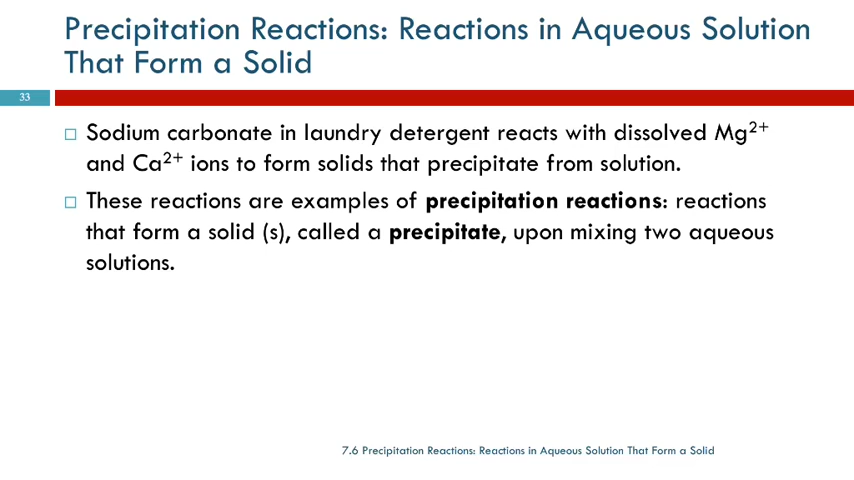 Precipitation Reactions: Reactions in Aqueous Solution
That Form a Solid
33
□ Sodium carbonate in laundry detergent reacts with dissolved Mg²⁺
and Ca²⁺ ions to form solids that precipitate from solution.
□ These reactions are examples of precipitation reactions: reactions
that form a solid (s), called a precipitate, upon mixing two aqueous
solutions.
7.6 Precipitation Reactions: Reactions in Aqueous Solution That Form a Solid